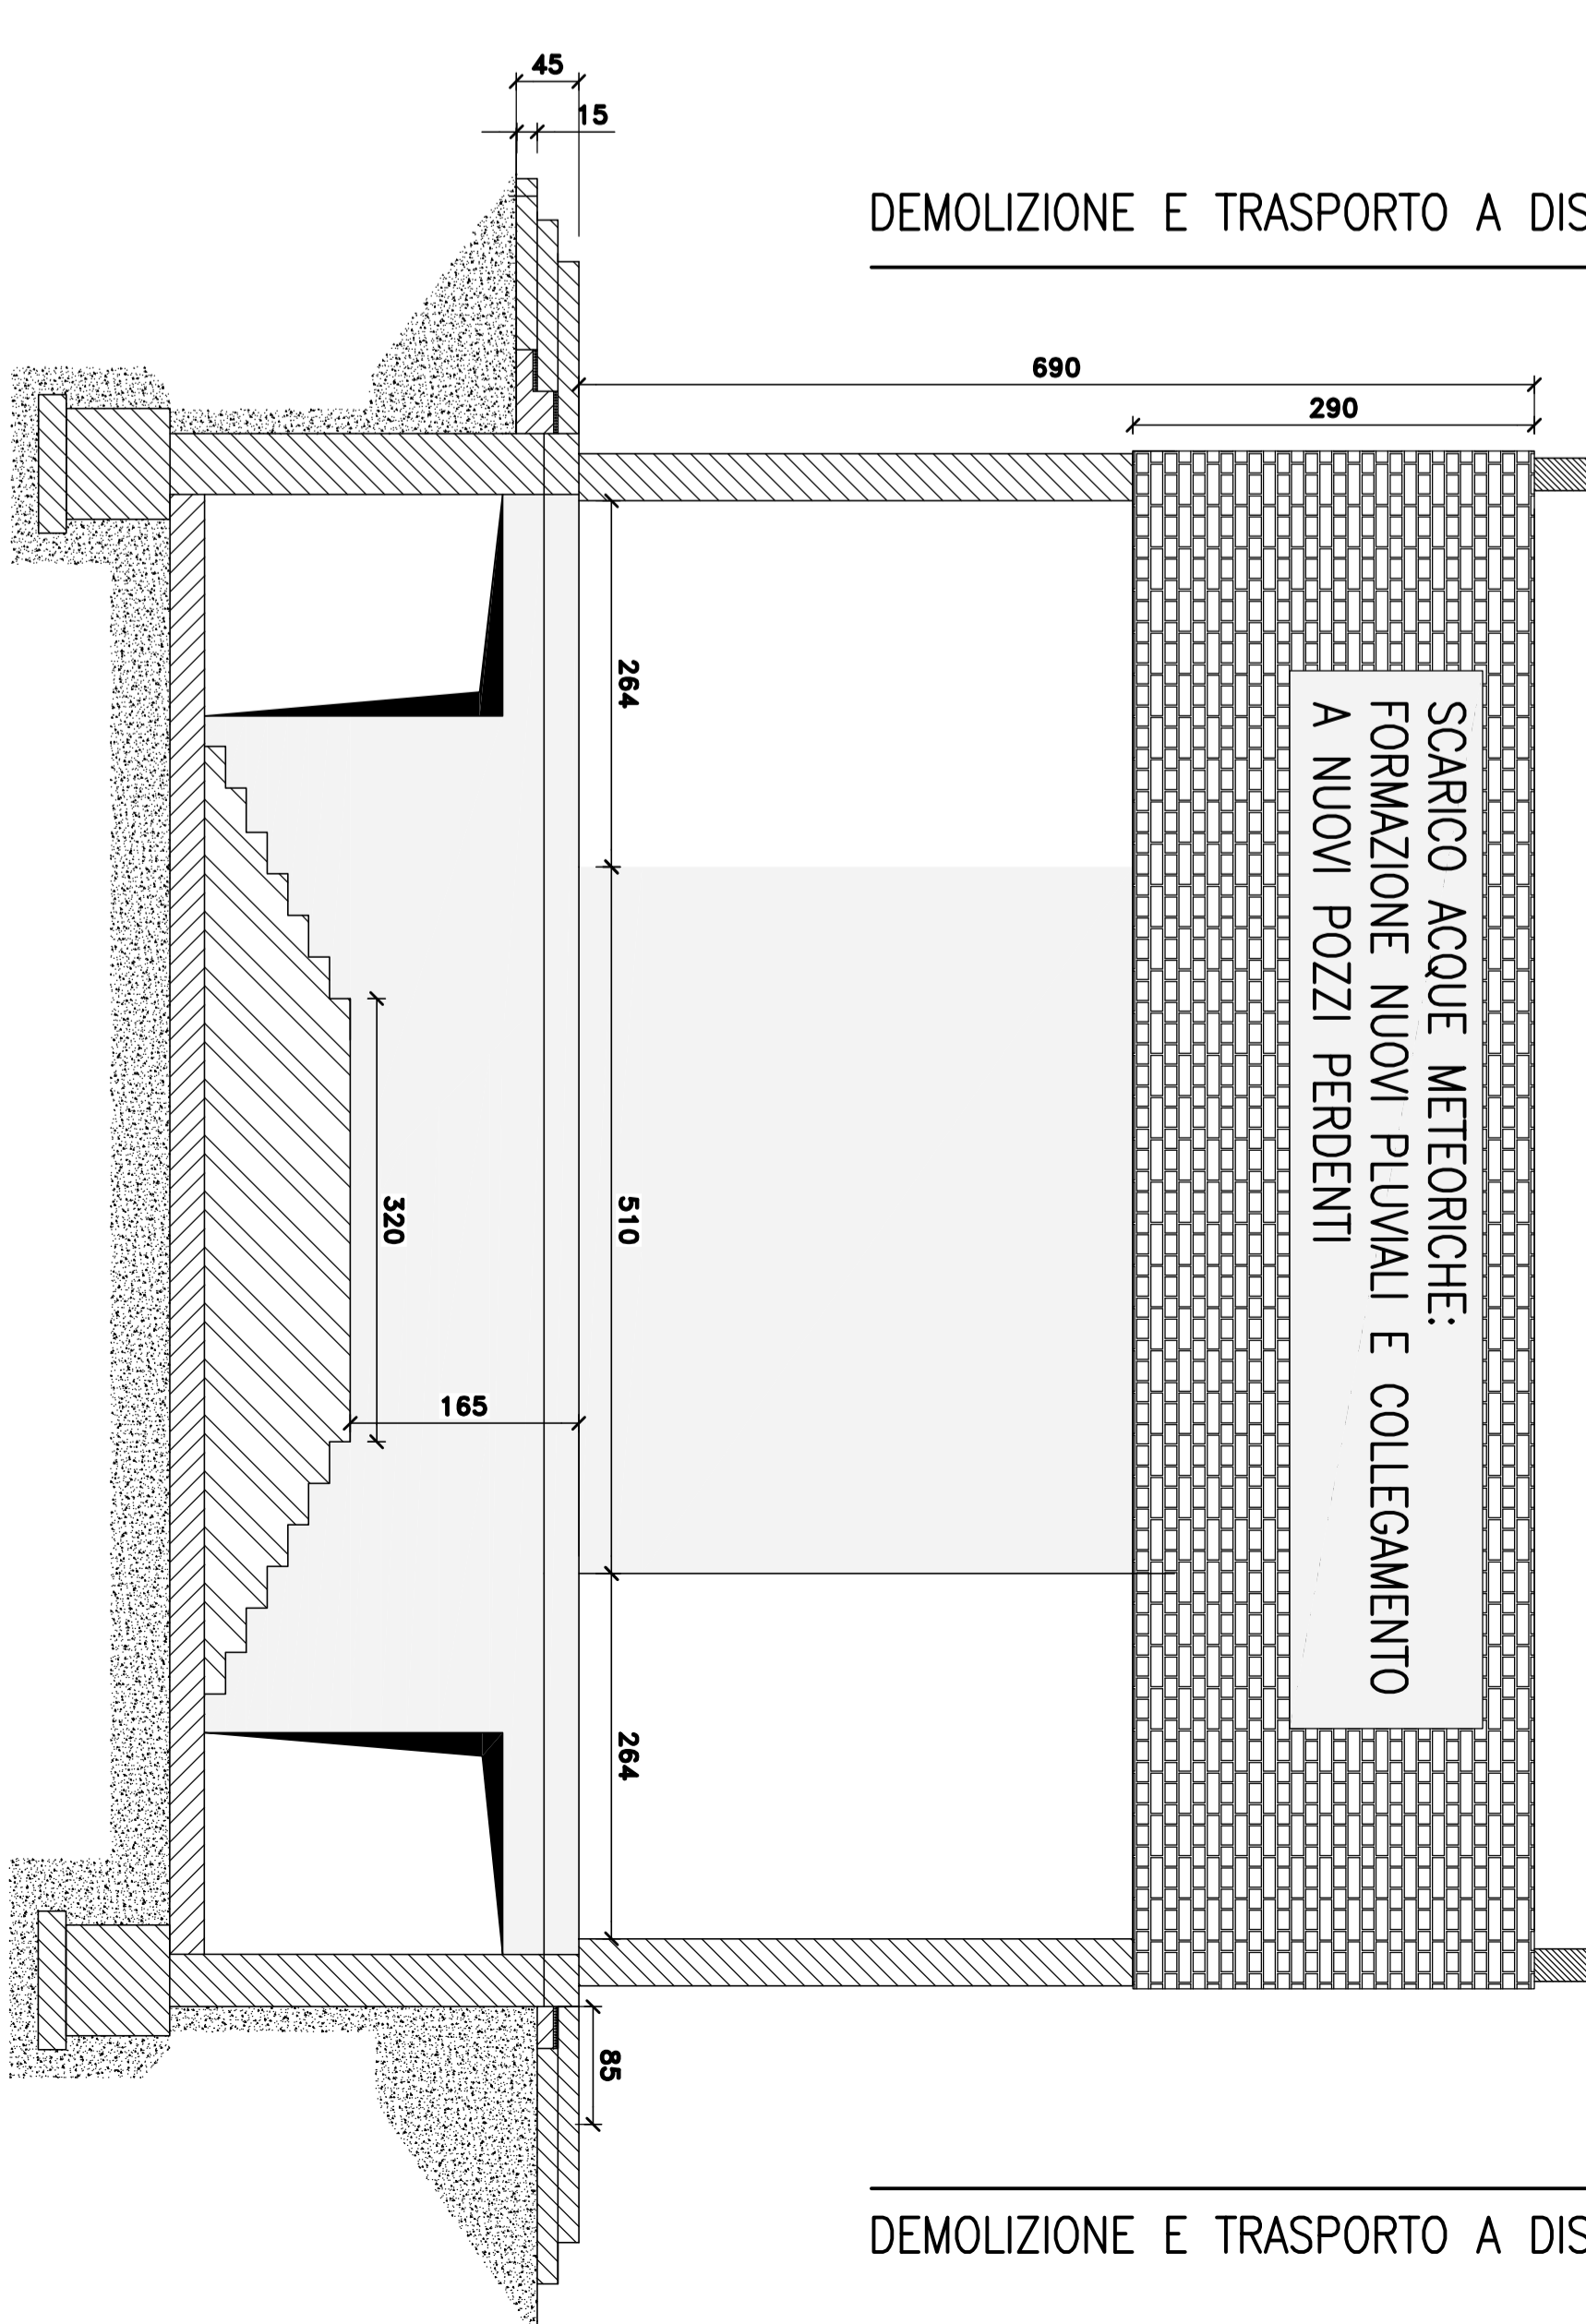 45
15
DEMOLIZIONE E TRASPORTO A DIS
690
290
264
SCARICO ACQUE METEORICHE:
FORMAZIONE NUOVI PLUVIALI E COLLEGAMENTO
A NUOVI POZZI PERDENTI
320
510
165
264
85
DEMOLIZIONE E TRASPORTO A DIS